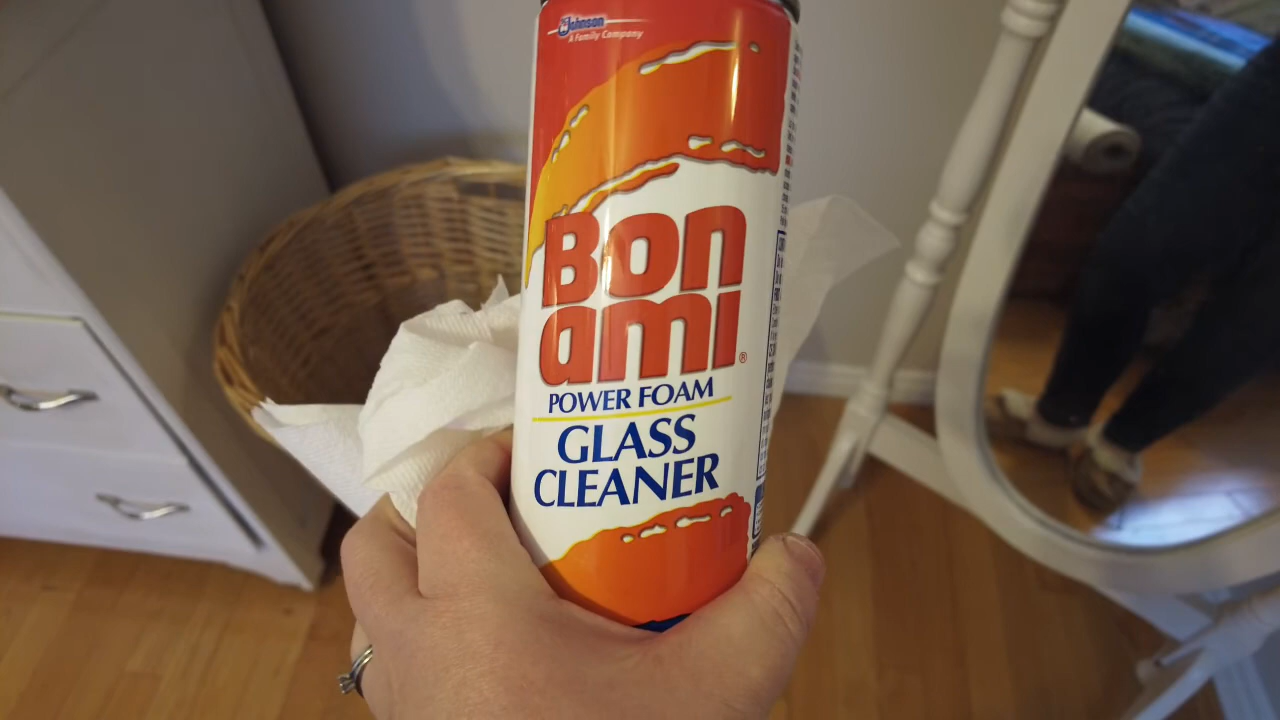 Johnson
A Family Company
Bon
ami®
POWER FOAM
GLASS
CLEANER